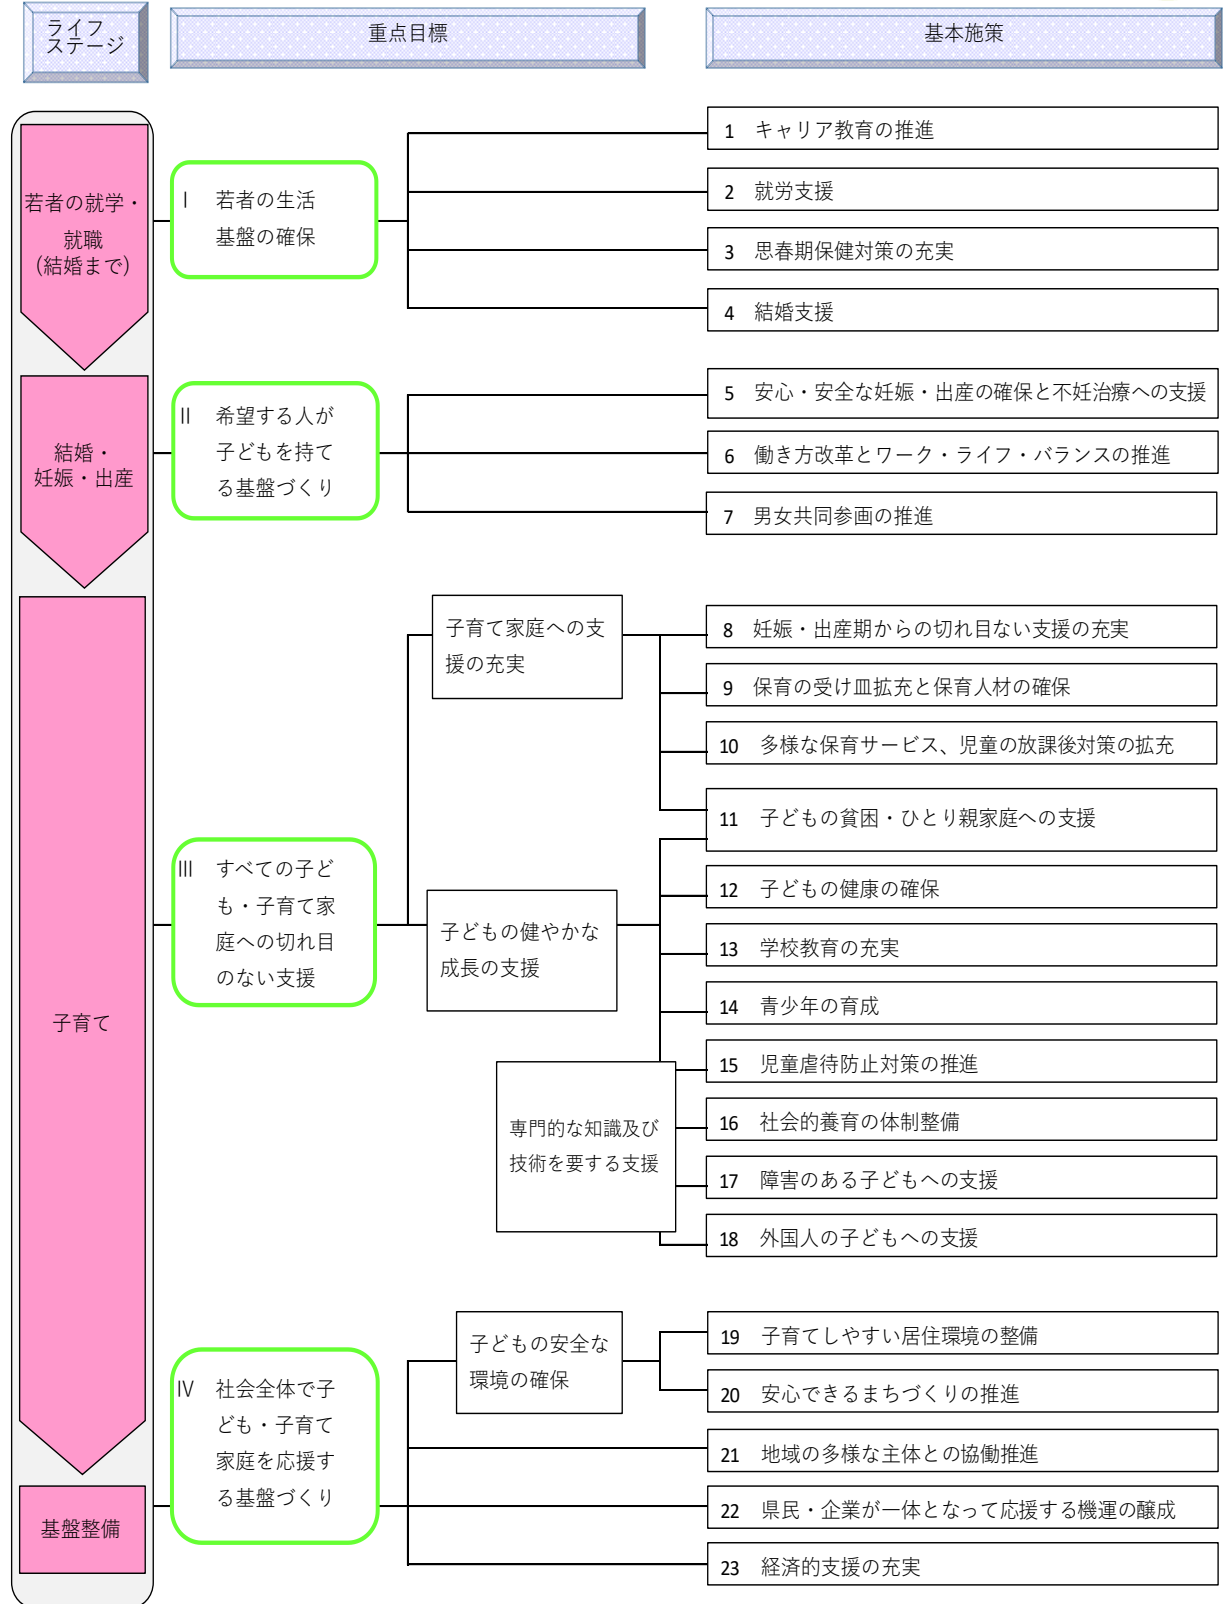 ライフ
ステージ
重点目標
基本施策
若者の就学・
就職
(結婚まで)
Ⅰ 若者の生活
基盤の確保
1 キャリア教育の推進
2 就労支援
3 思春期保健対策の充実
4 結婚支援
結婚・
妊娠・出産
Ⅱ 希望する人が
子どもを持て
る基盤づくり
5 安心・安全な妊娠・出産の確保と不妊治療への支援
6 働き方改革とワーク・ライフ・バランスの推進
7 男女共同参画の推進
子育て
Ⅲ すべての子ど
も・子育て家
庭への切れ目
のない支援
子育て家庭への支
援の充実
8 妊娠・出産期からの切れ目ない支援の充実
9 保育の受け皿拡充と保育人材の確保
10 多様な保育サービス、児童の放課後対策の拡充
11 子どもの貧困・ひとり親家庭への支援
子どもの健やかな
成長の支援
12 子どもの健康の確保
13 学校教育の充実
14 青少年の育成
専門的な知識及び
技術を要する支援
15 児童虐待防止対策の推進
16 社会的養育の体制整備
17 障害のある子どもへの支援
18 外国人の子どもへの支援
基盤整備
Ⅳ 社会全体で子
ども・子育て
家庭を応援す
る基盤づくり
子どもの安全な
環境の確保
19 子育てしやすい居住環境の整備
20 安心できるまちづくりの推進
21 地域の多様な主体との協働推進
22 県民・企業が一体となって応援する機運の醸成
23 経済的支援の充実